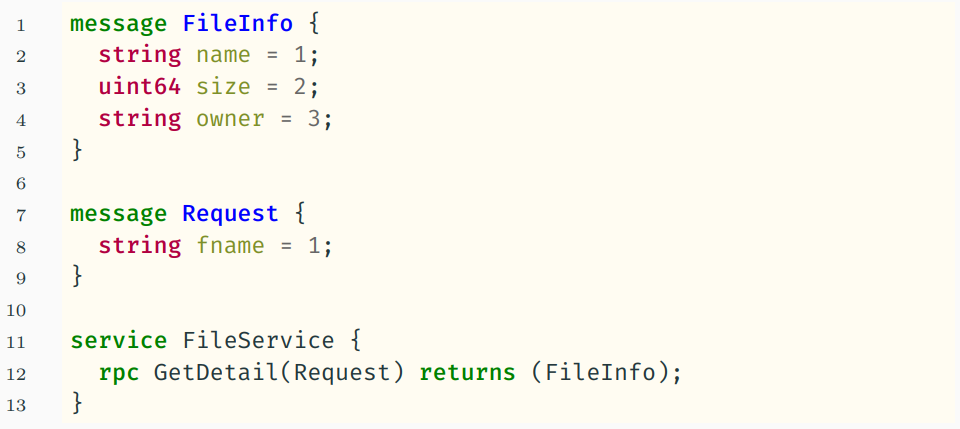 1 message FileInfo {
2   string name = 1;
3   uint64 size = 2;
4   string owner = 3;
5 }
6
7 message Request {
8   string fname = 1;
9 }
10
11 service FileService {
12   rpc GetDetail(Request) returns (FileInfo);
13 }